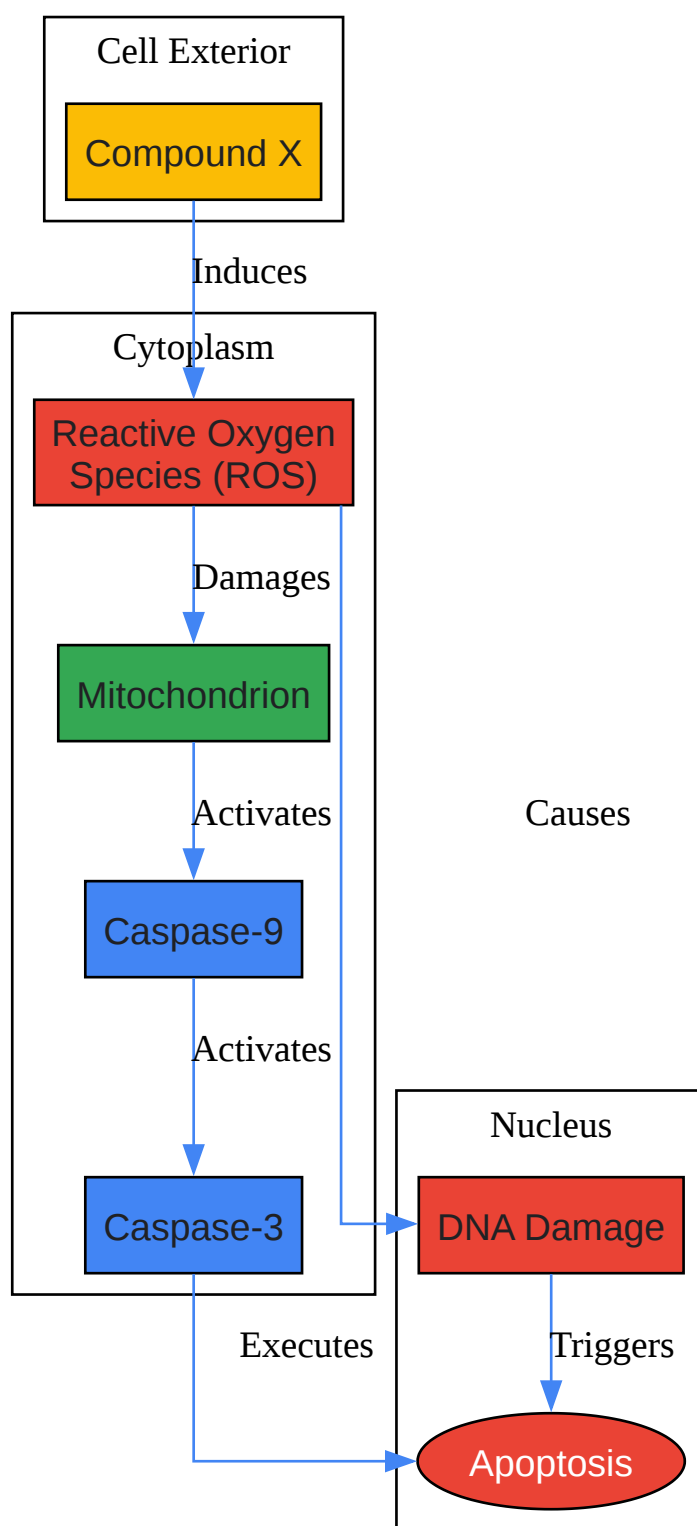 Cell Exterior
Compound X
Induces
Cytoplasm
Reactive Oxygen
Species (ROS)
Damages
Mitochondrion
Activates
Causes
Caspase-9
Activates
Nucleus
Caspase-3
DNA Damage
Executes
Triggers
Apoptosis